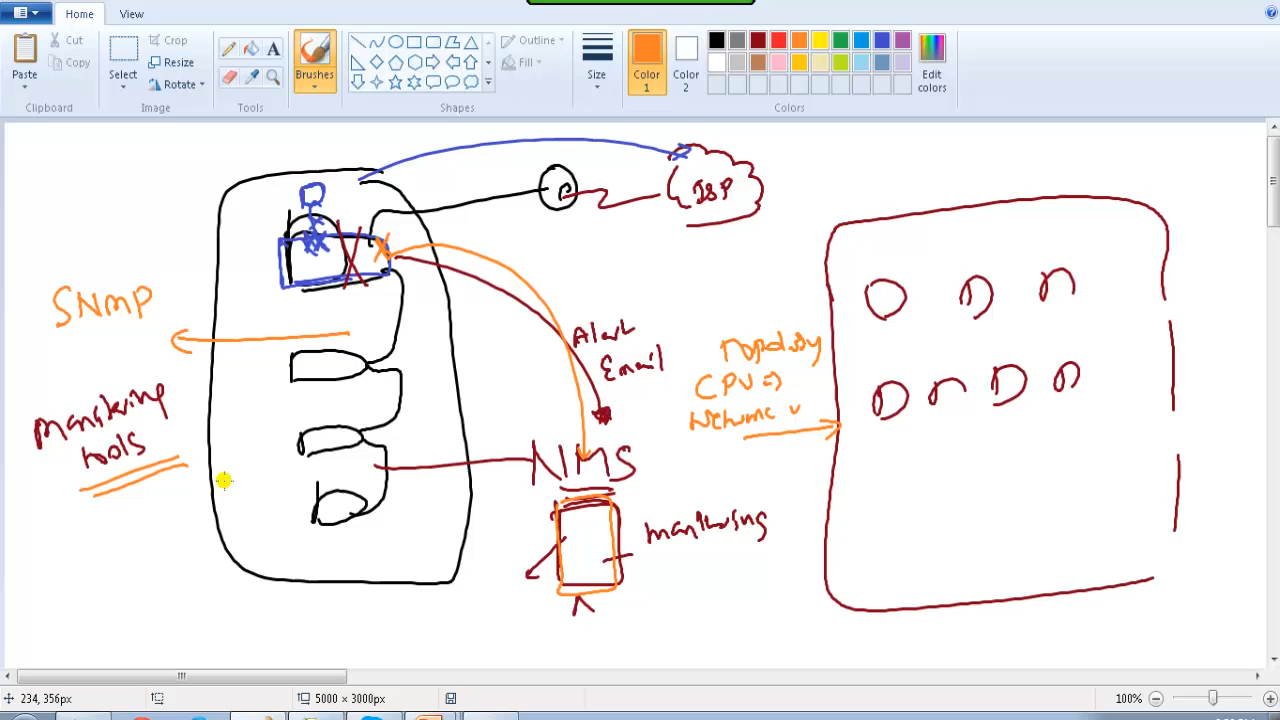 Home
View
Paste
Cut
Copy
Clipboard
Select
Crop
Resize
Rotate
Image
Tools
Brushes
Shapes
Outline
Fill
Size
Color
1
Color
2
Edit
colors
Colors
ISP
SNMP
Alert
Email
Topology
CPU
Monitoring
tools
NMS
monitoring
234, 356px
5000 × 3000px
100%